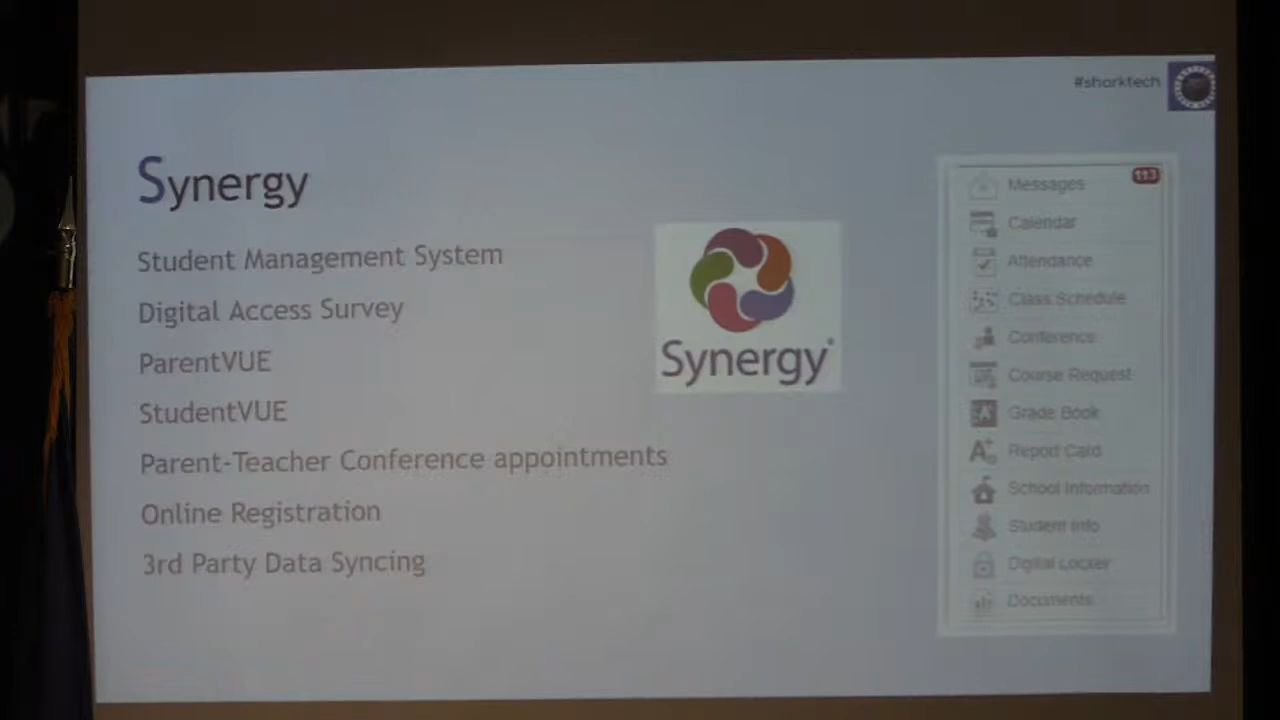 #sharktech
Synergy
Student Management System
Digital Access Survey
ParentVUE
StudentVUE
Parent-Teacher Conference appointments
Online Registration
3rd Party Data Syncing
Synergy
Messages 113
Calendar
Attendance
Class Schedule
Conference
Course Request
Grade Book
Report Card
School Information
Student Info
Digital Locker
Documents